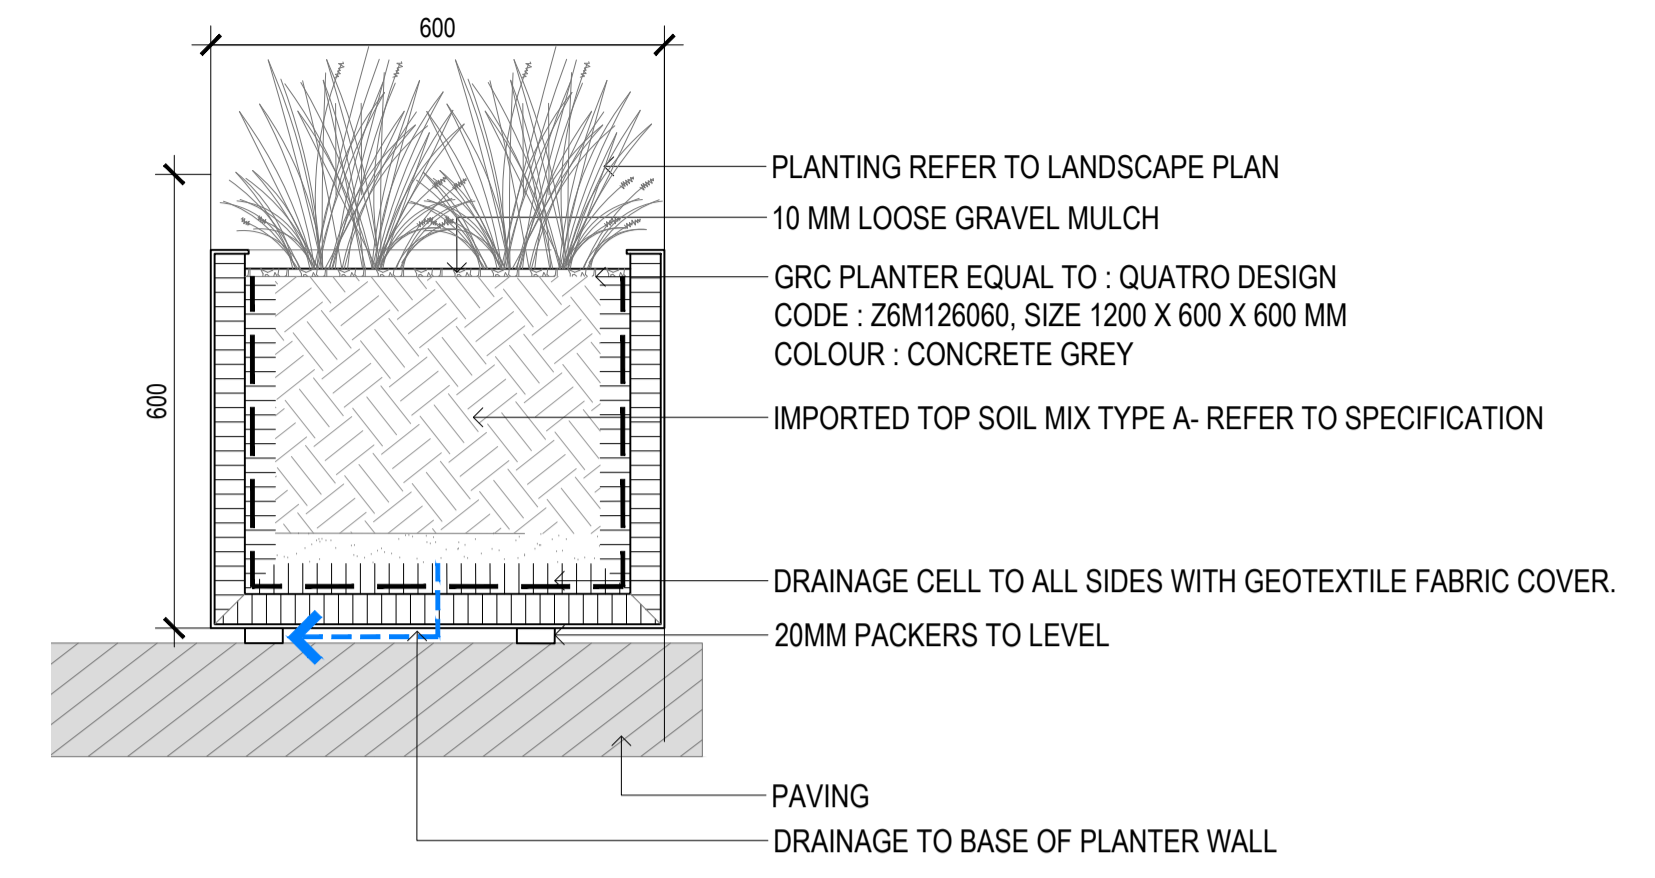 600
PLANTING REFER TO LANDSCAPE PLAN
10 MM LOOSE GRAVEL MULCH
GRC PLANTER EQUAL TO : QUATRO DESIGN
CODE : Z6M126060, SIZE 1200 X 600 X 600 MM
COLOUR : CONCRETE GREY
600
IMPORTED TOP SOIL MIX TYPE A- REFER TO SPECIFICATION
DRAINAGE CELL TO ALL SIDES WITH GEOTEXTILE FABRIC COVER.
20MM PACKERS TO LEVEL
PAVING
DRAINAGE TO BASE OF PLANTER WALL